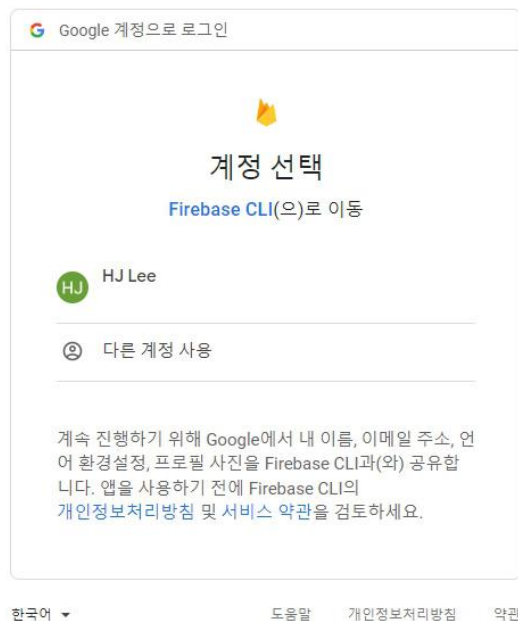 Google 계정으로 로그인
계정 선택
Firebase CLI(으)로 이동
HJ
HJ Lee
다른 계정 사용
계속 진행하기 위해 Google에서 내 이름, 이메일 주소, 언
어 환경설정, 프로필 사진을 Firebase CLI과(와) 공유합
니다. 앱을 사용하기 전에 Firebase CLI의
개인정보처리방침 및 서비스 약관을 검토하세요.
한국어
도움말 개인정보처리방침 약관